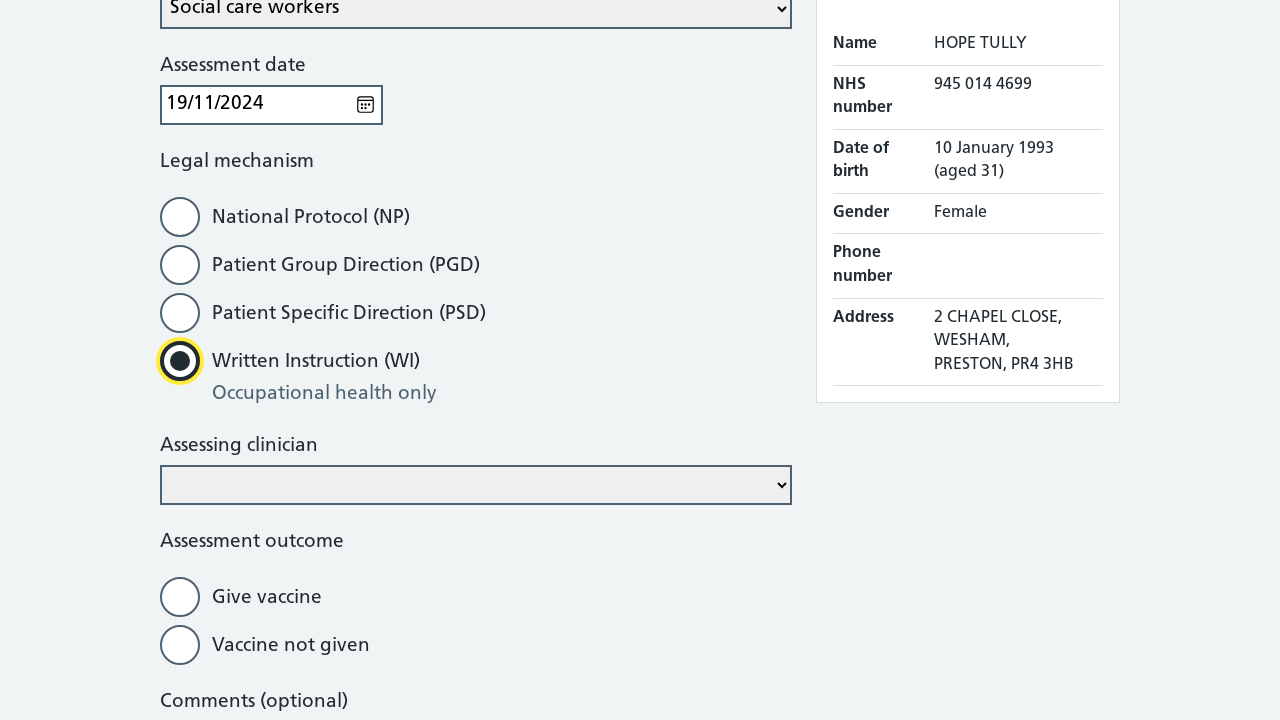 Social care workers
Assessment date
19/11/2024
Legal mechanism
National Protocol (NP)
Patient Group Direction (PGD)
Patient Specific Direction (PSD)
Written Instruction (WI)
Occupational health only
Assessing clinician
Assessment outcome
Give vaccine
Vaccine not given
Comments (optional)
Name HOPE TULLY
NHS number 945 014 4699
Date of birth 10 January 1993 (aged 31)
Gender Female
Phone number
Address 2 CHAPEL CLOSE,
WESHAM,
PRESTON, PR4 3HB